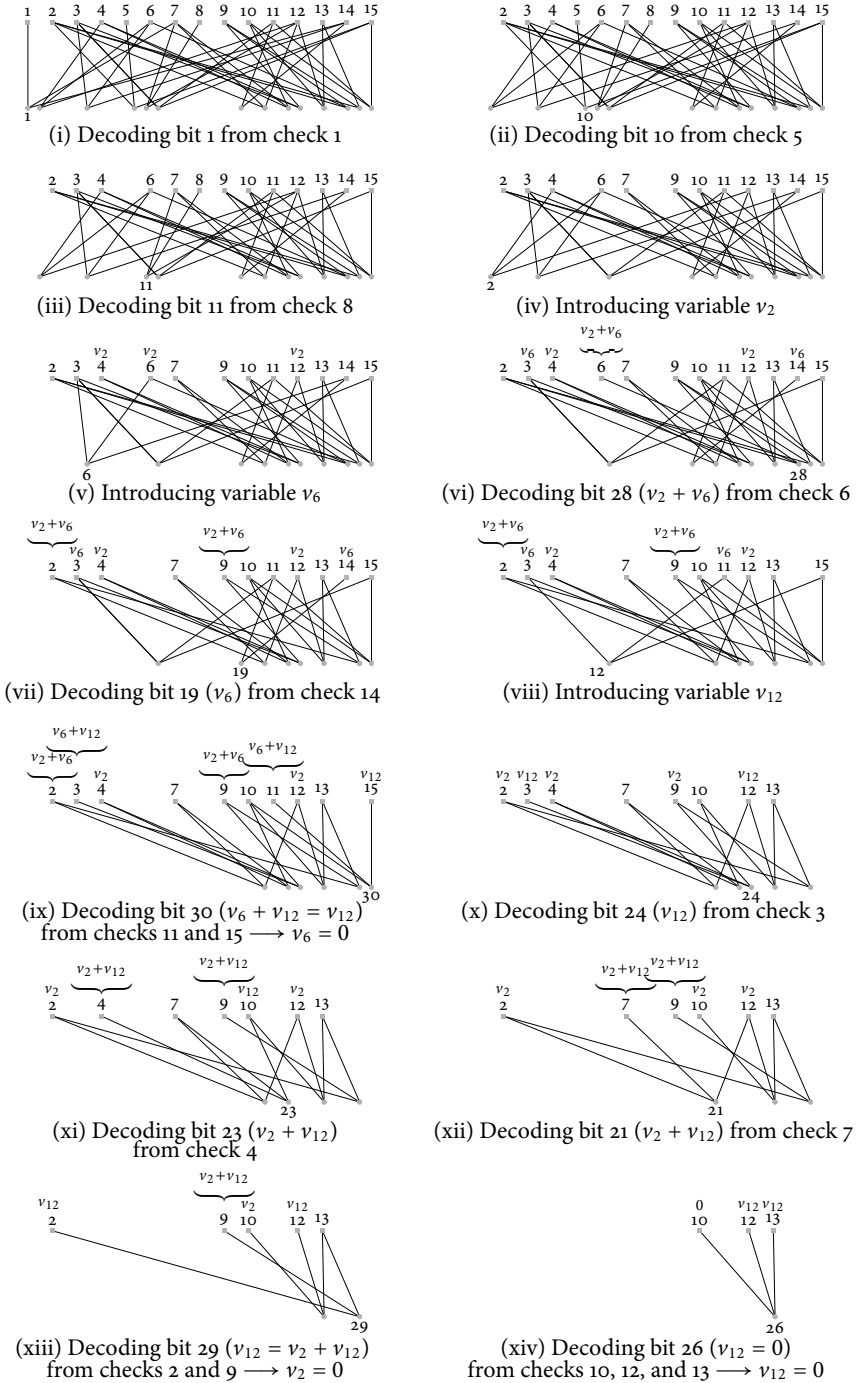 1 2 3 4 5 6 7 8 9 10 11 12 13 14 15
1
(i) Decoding bit 1 from check 1
2 3 4 5 6 7 8 9 10 11 12 13 14 15
10
(ii) Decoding bit 10 from check 5
2 3 4 6 7 8 9 10 11 12 13 14 15
11
(iii) Decoding bit 11 from check 8
2 3 4 6 7 9 10 11 12 13 14 15
2
(iv) Introducing variable v₂
v₂ v₂ v₂
2 3 4 6 7 9 10 11 12 13 15
6
(v) Introducing variable v₆
v₂+v₆
v₆ v₂ v₂ v₆
2 3 4 6 7 9 10 11 12 13 14 15
28
(vi) Decoding bit 28 (v₂ + v₆) from check 6
v₂+v₆ v₂+v₆
v₆ v₂ v₂ v₆
2 3 4 7 9 10 11 12 13 14 15
19
(vii) Decoding bit 19 (v₆) from check 14
v₂+v₆ v₂+v₆
v₆ v₂ v₆ v₂
2 3 4 7 9 10 11 12 13 15
12
(viii) Introducing variable v₁₂
v₆+v₁₂ v₆+v₁₂
v₂+v₆ v₂ v₂+v₆ v₂ v₁₂
2 3 4 7 9 10 11 12 13 15
30
(ix) Decoding bit 30 (v₆ + v₁₂ = v₁₂)
from checks 11 and 15 ⟶ v₆ = 0
v₂ v₁₂ v₂ v₂ v₁₂
2 3 4 7 9 10 12 13
24
(x) Decoding bit 24 (v₁₂) from check 3
v₂+v₁₂ v₂+v₁₂
v₂ v₁₂ v₂
2 4 7 9 10 12 13
23
(xi) Decoding bit 23 (v₂ + v₁₂)
from check 4
v₂+v₁₂ v₂+v₁₂
v₂ v₂ v₂
2 7 9 10 12 13
21
(xii) Decoding bit 21 (v₂ + v₁₂) from check 7
v₂+v₁₂
v₁₂ v₂ v₁₂
2 9 10 12 13
29
(xiii) Decoding bit 29 (v₁₂ = v₂ + v₁₂)
from checks 2 and 9 ⟶ v₂ = 0
0 v₁₂ v₁₂
10 12 13
26
(xiv) Decoding bit 26 (v₁₂ = 0)
from checks 10, 12, and 13 ⟶ v₁₂ = 0